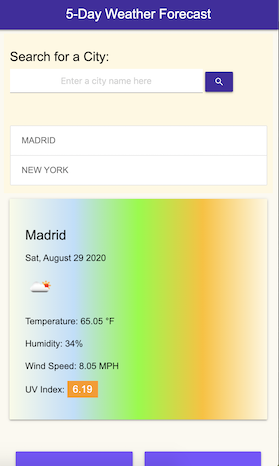 5-Day Weather Forecast
Search for a City:
Enter a city name here
MADRID
NEW YORK
Madrid
Sat, August 29 2020
Temperature: 65.05 °F
Humidity: 34%
Wind Speed: 8.05 MPH
UV Index: 6.19